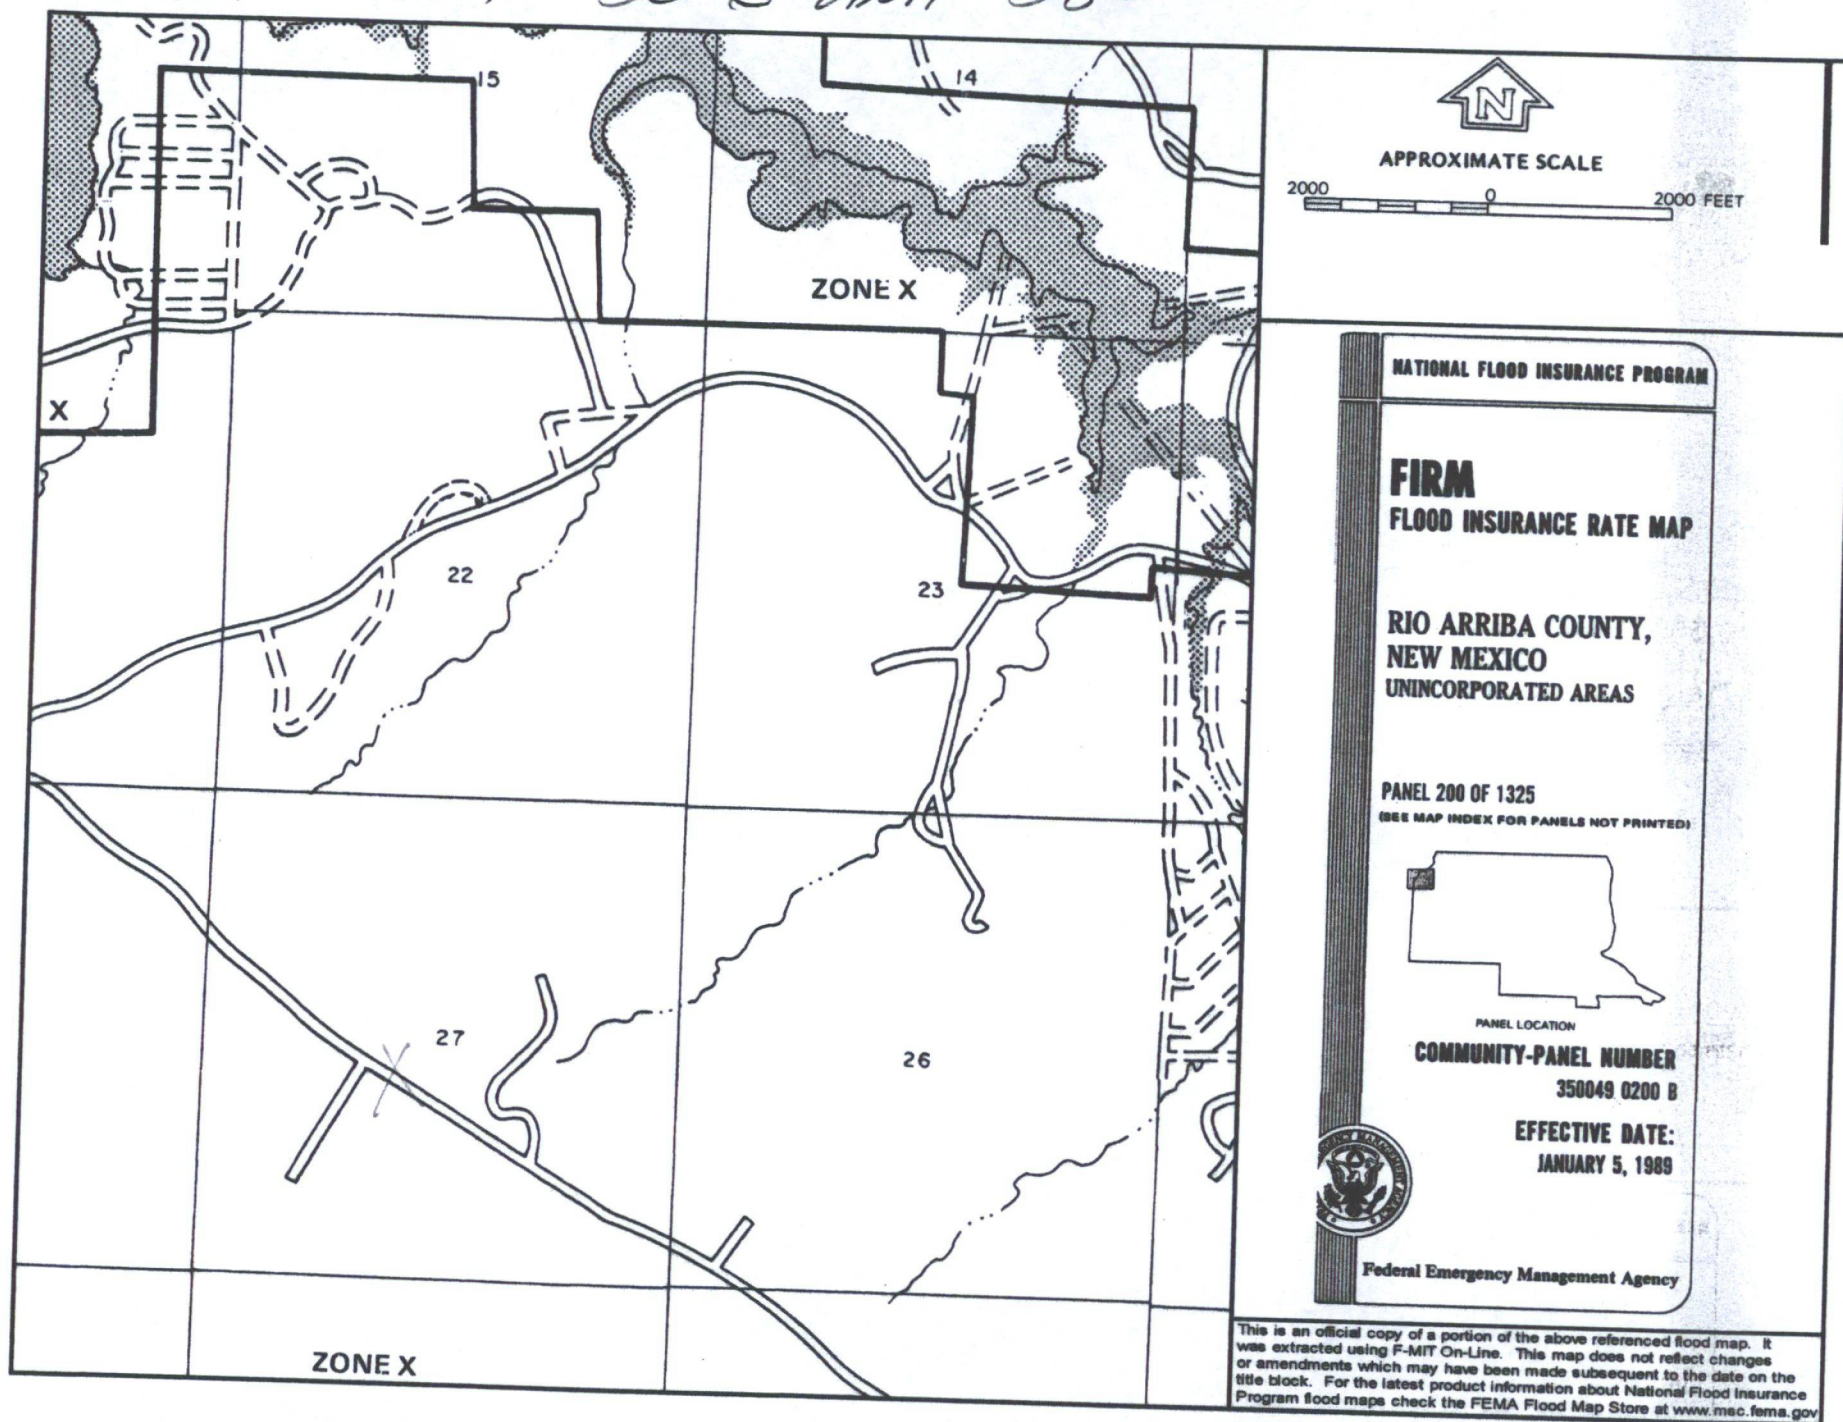 15
14
N
APPROXIMATE SCALE
2000 0 2000 FEET
ZONE X
X
NATIONAL FLOOD INSURANCE PROGRAM
FIRM
FLOOD INSURANCE RATE MAP
22
23
RIO ARRIBA COUNTY,
NEW MEXICO
UNINCORPORATED AREAS
PANEL 200 OF 1325
(SEE MAP INDEX FOR PANELS NOT PRINTED)
PANEL LOCATION
27
26
X
COMMUNITY-PANEL NUMBER
350049 0200 B
EFFECTIVE DATE:
JANUARY 5, 1989
Federal Emergency Management Agency
ZONE X
This is an official copy of a portion of the above referenced flood map. It
was extracted using F-MIT On-Line. This map does not reflect changes
or amendments which may have been made subsequent to the date on the
title block. For the latest product information about National Flood Insurance
Program flood maps check the FEMA Flood Map Store at www.msc.fema.gov